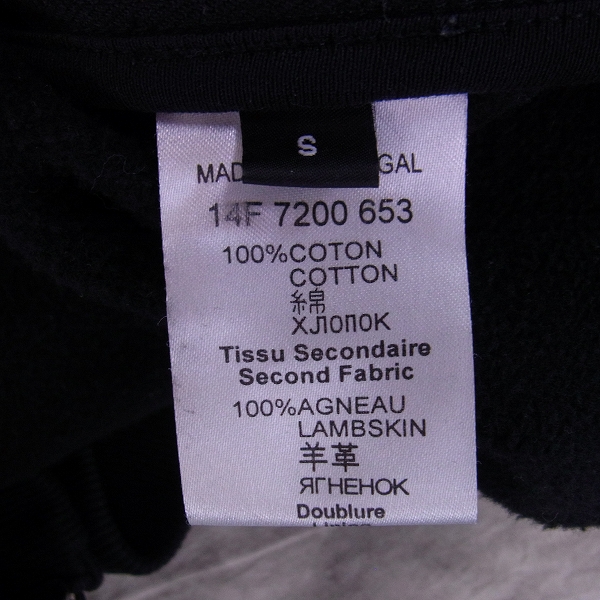 S
MAD GAL
14F 7200 653
100%COTON
COTTON
綿
ХЛОПОК
Tissu Secondaire
Second Fabric
100%AGNEAU
LAMBSKIN
羊革
ЯГНЕНОК
Doublure